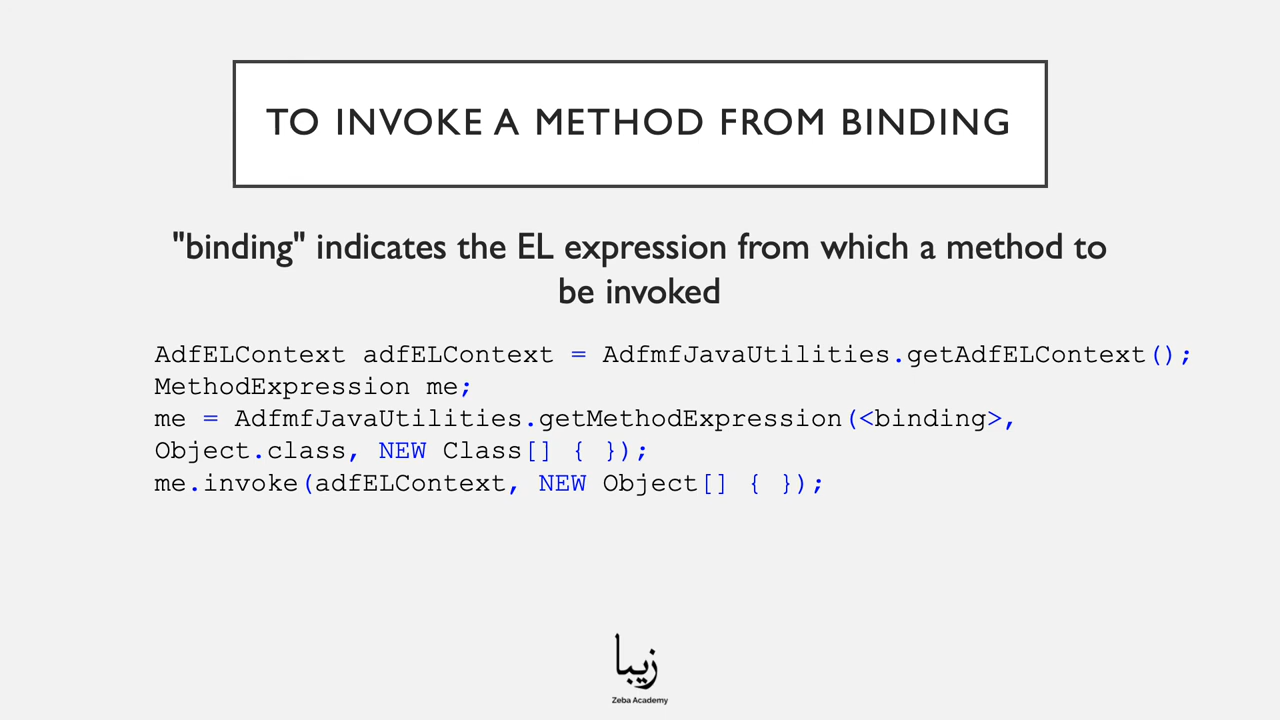 TO INVOKE A METHOD FROM BINDING
"binding" indicates the EL expression from which a method to
be invoked
AdfELContext adfELContext = AdfmfJavaUtilities.getAdfELContext();
MethodExpression me;
me = AdfmfJavaUtilities.getMethodExpression(<binding>,
Object.class, NEW Class[] { });
me.invoke(adfELContext, NEW Object[] { });
زيبا
Zeba Academy